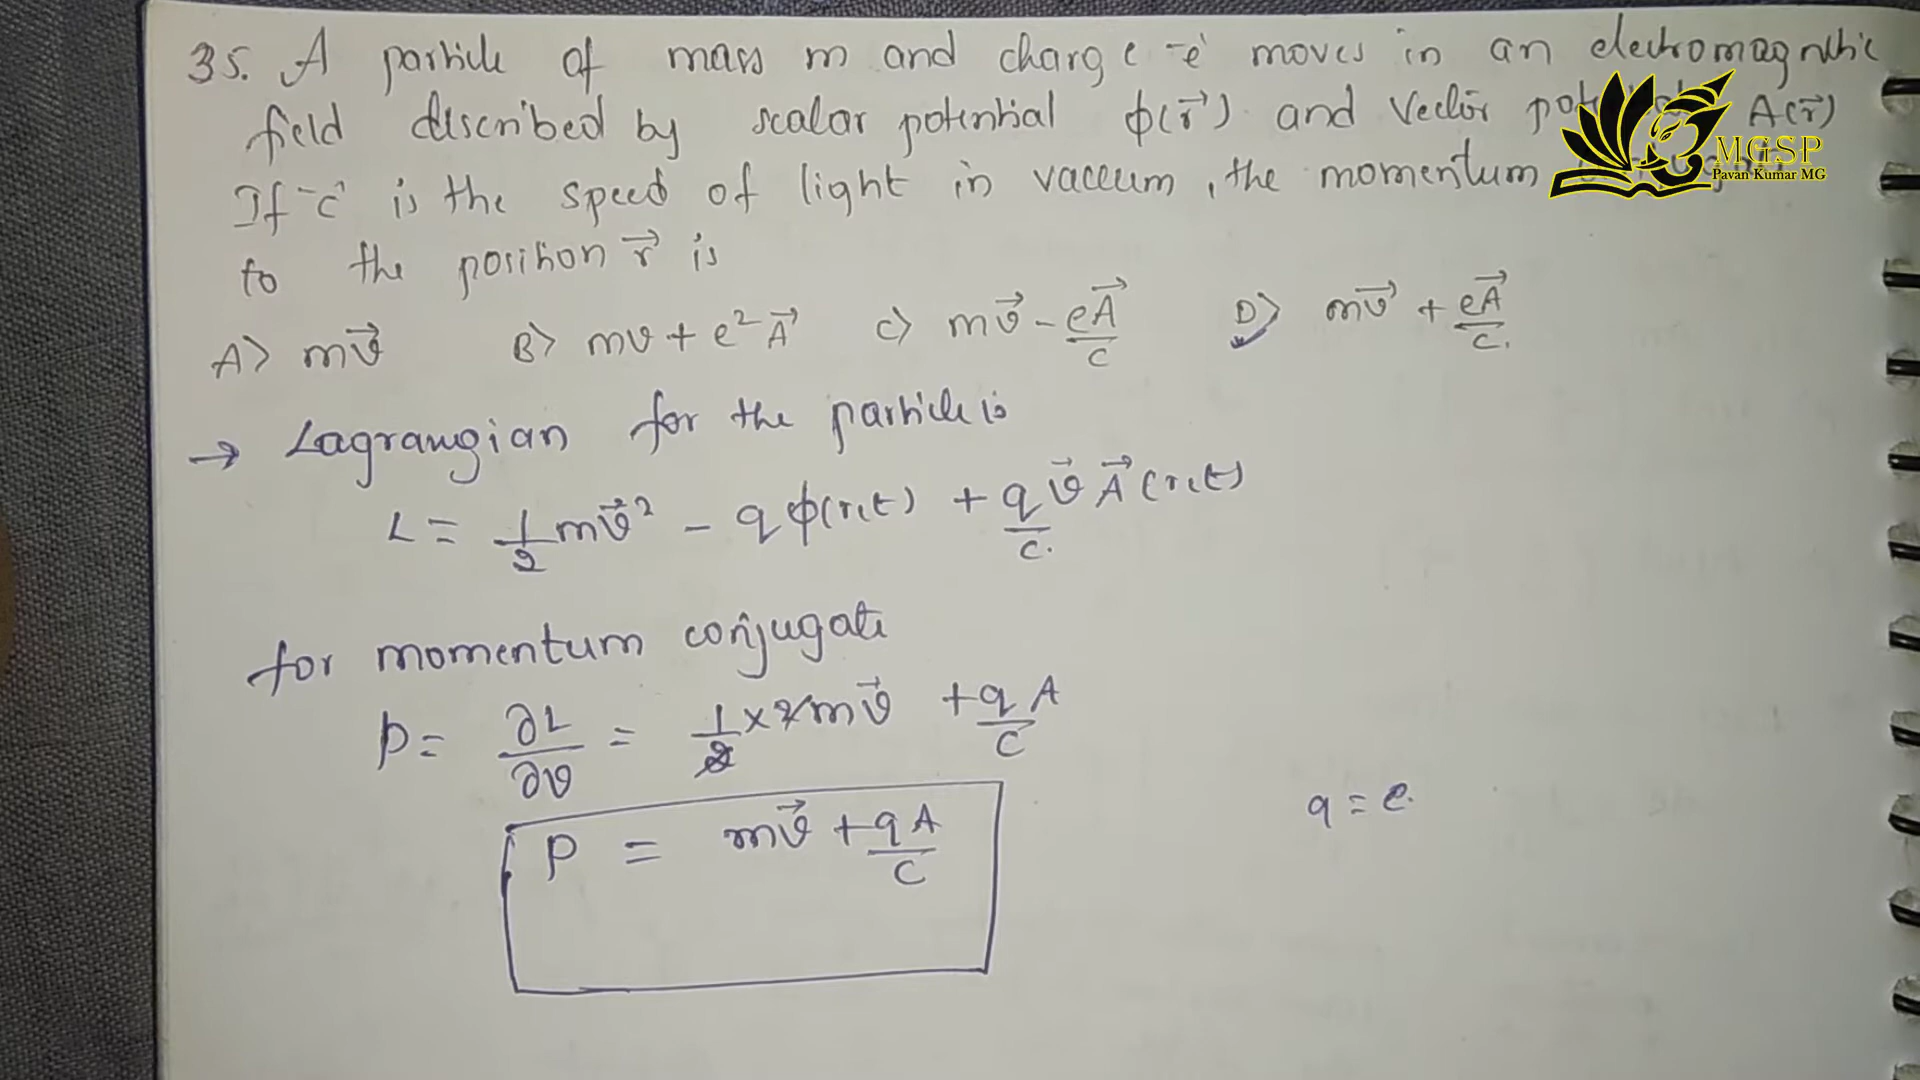 35. A particle of mass m and charge 'e' moves in an electromagnetic
field described by scalar potential ϕ(r⃗) and Vector A(r⃗)
If 'c' is the speed of light in vaccum, the momentum
to the position r⃗ is
A> mv⃗ B> mv + e² A⃗ C> mv⃗ - eA⃗/c D> mv⃗ + eA⃗/c.
→ Lagrangian for the particle is
L = 1/2 mv⃗² - qϕ(r,t) + q/c. v⃗ A⃗(r,t)
for momentum conjugate
p = ∂L/∂v = 1/2 × 2mv⃗ + qA/c
P = mv⃗ + qA/c
q = e.
MGSP
Pavan Kumar MG